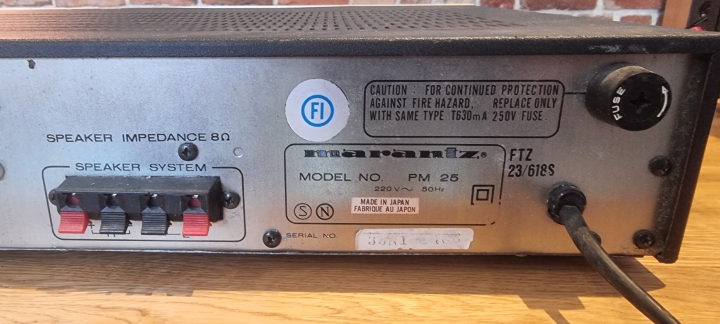 FI
CAUTION - FOR CONTINUED PROTECTION
AGAINST FIRE HAZARD, REPLACE ONLY
WITH SAME TYPE T630mA 250V FUSE.
FUSE
SPEAKER IMPEDANCE 8Ω
SPEAKER SYSTEM
+ -
marantz®
MODEL NO. PM 25
220V~ 50Hz
MADE IN JAPAN
FABRIQUE AU JAPON
S N
FTZ
23/618S
SERIAL NO.